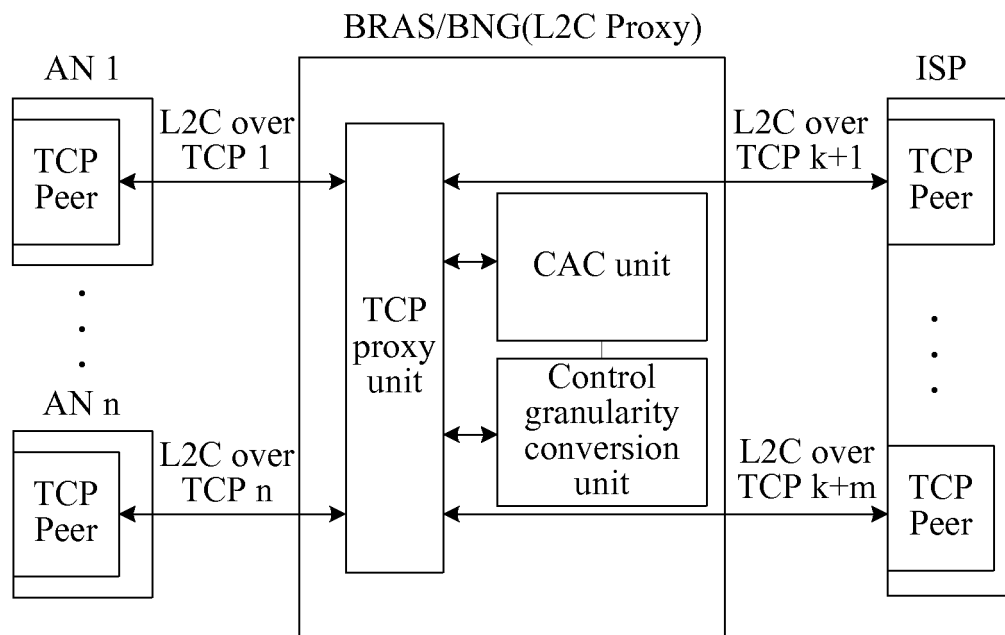 BRAS/BNG(L2C Proxy)
AN 1
ISP
L2C over
TCP 1
L2C over
TCP k+1
TCP
Peer
TCP
Peer
CAC unit
TCP
proxy
unit
Control
granularity
conversion
unit
AN n
L2C over
TCP n
L2C over
TCP k+m
TCP
Peer
TCP
Peer